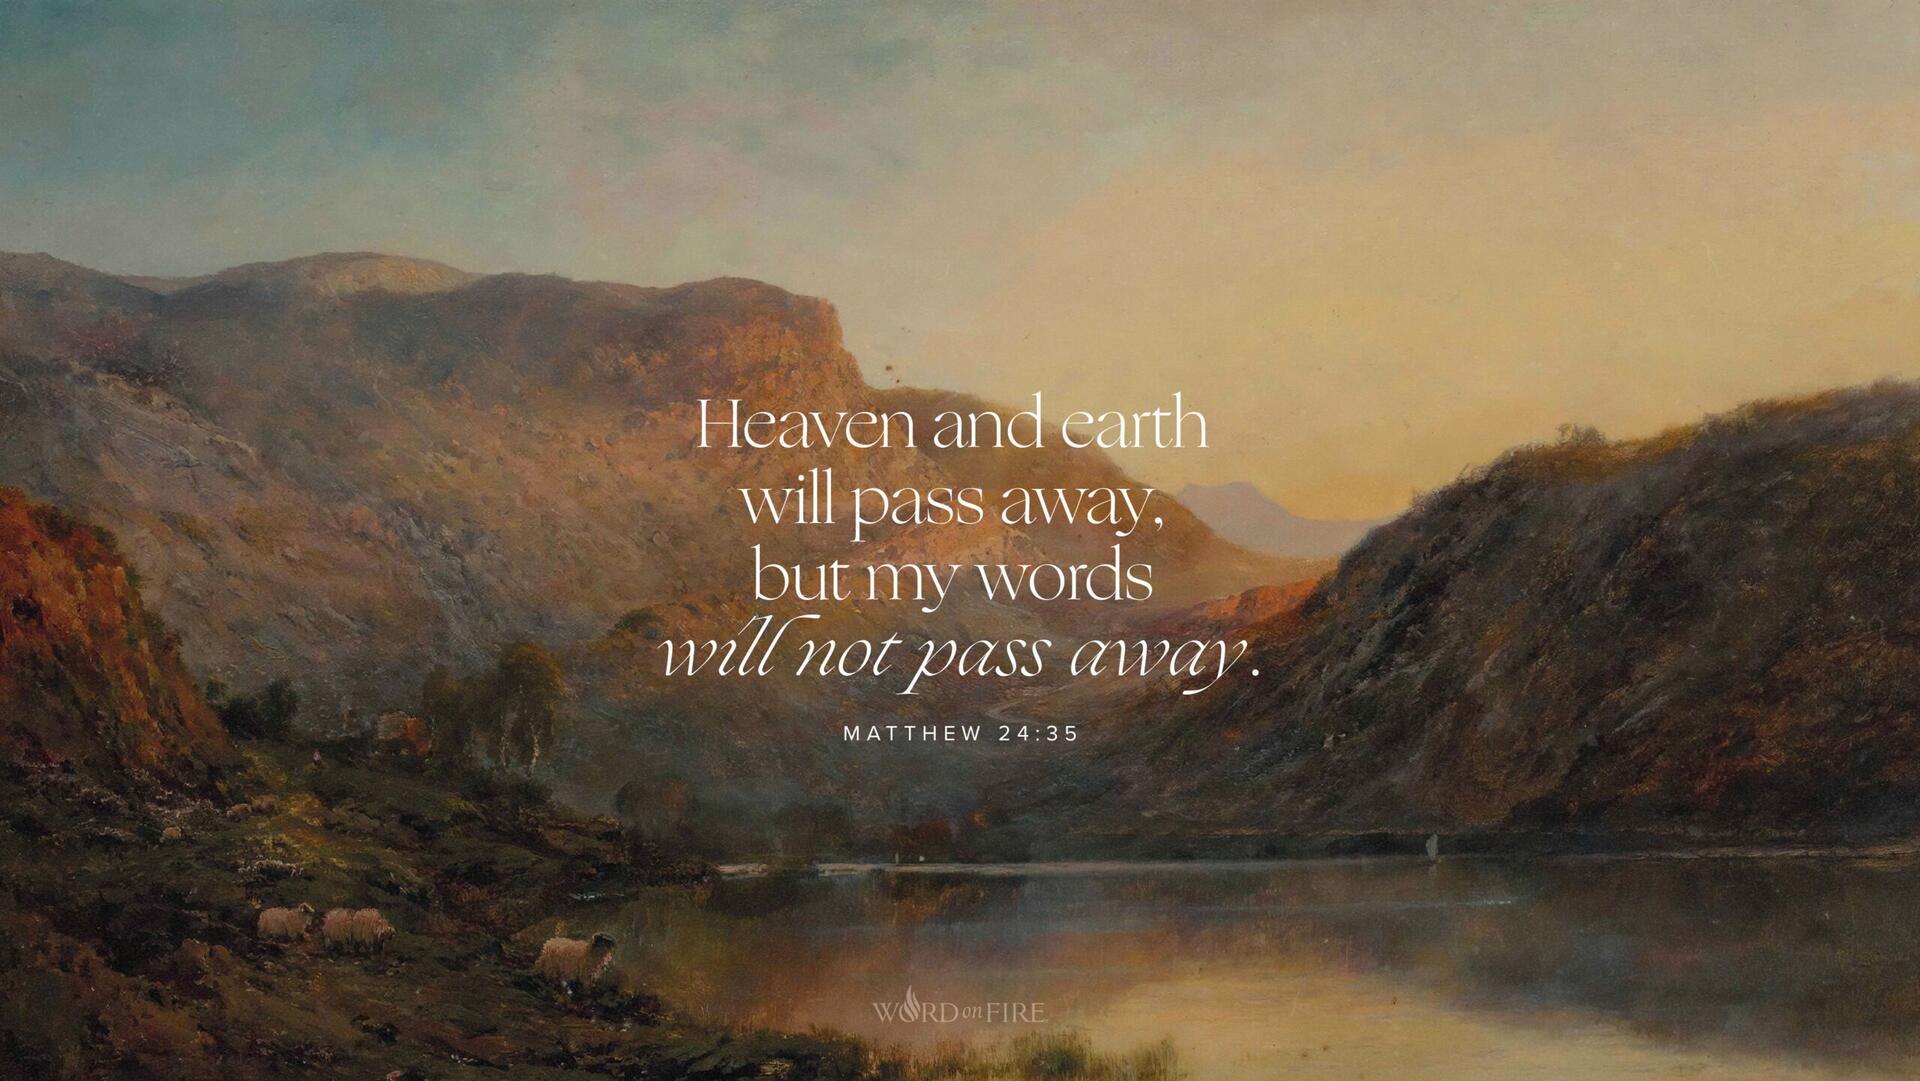 Heaven and earth
will pass away,
but my words
will not pass away.
MATTHEW 24:35
WORD on FIRE